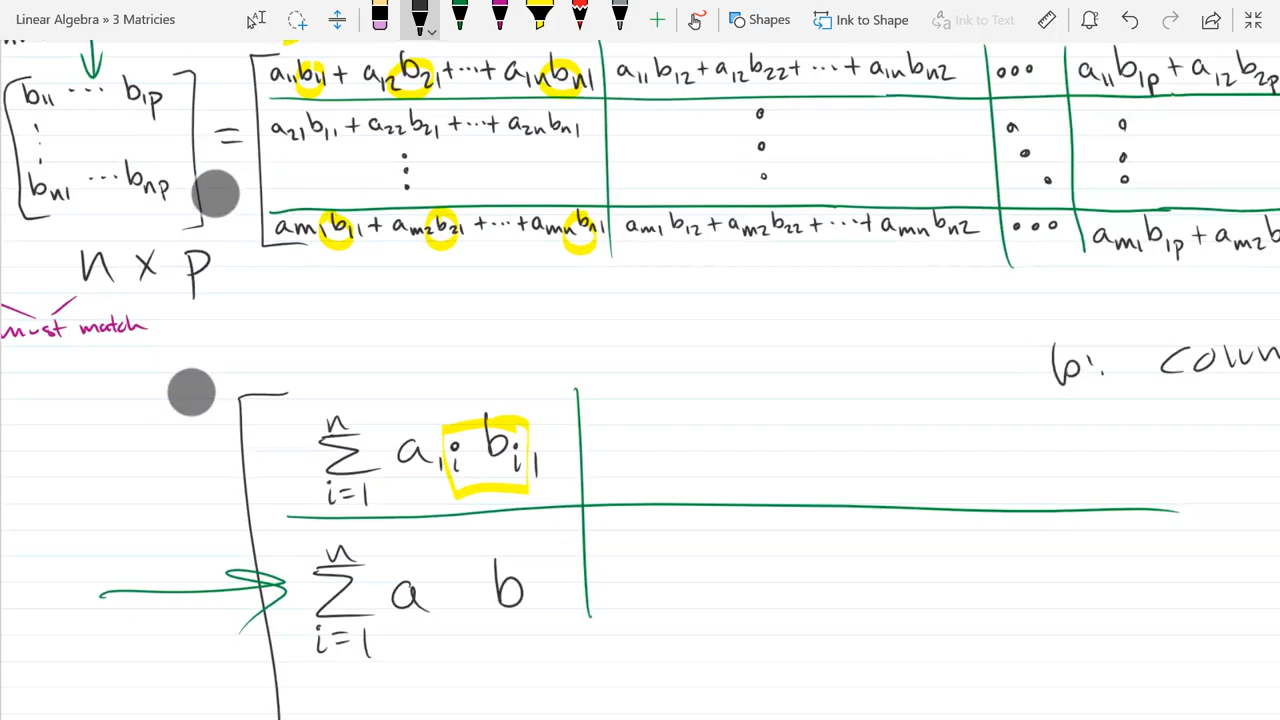 Linear Algebra » 3 Matricies
Shapes Ink to Shape Ink to Text
b11 ⋯ b1p
⋮
bn1 ⋯ bnp
=
a11b11 + a12b21 +⋯+ a1nbn1 a11b12 + a12b22 + ⋯ + a1nbn2 ∘∘∘ a11b1p + a12b2p
a21b11 + a22b21 +⋯+ a2nbn1
am1b11 + am2b21 +⋯+ amnbn1 am1b12 + am2b22 + ⋯ + amnbn2 ∘∘∘ am1b1p + am2b
n × p
must match
b: colum
n∑i=1 a1i bi1
n∑i=1 a b